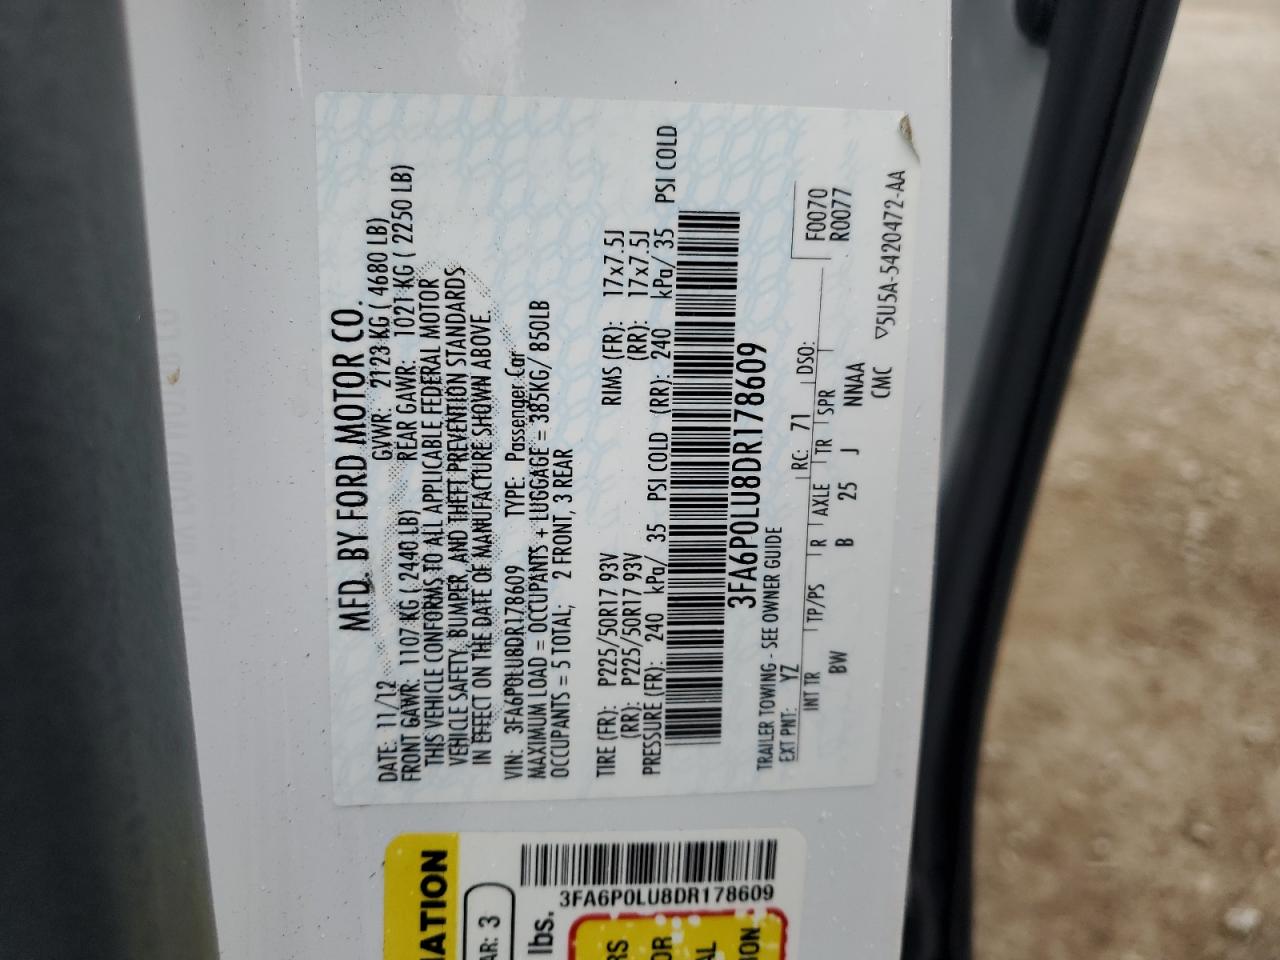 MFD. BY FORD MOTOR CO.
DATE: 11/12 GVWR: 2123 KG ( 4680 LB)
FRONT GAWR: 1107 KG ( 2440 LB) REAR GAWR: 1021 KG ( 2250 LB)
THIS VEHICLE CONFORMS TO ALL APPLICABLE FEDERAL MOTOR
VEHICLE SAFETY, BUMPER, AND THEFT PREVENTION STANDARDS
IN EFFECT ON THE DATE OF MANUFACTURE SHOWN ABOVE.
VIN: 3FA6P0LU8DR178609 TYPE: Passenger Car
MAXIMUM LOAD = OCCUPANTS + LUGGAGE = 385KG/ 850LB
OCCUPANTS = 5 TOTAL; 2 FRONT, 3 REAR
TIRE (FR): P225/50R17 93V RIMS (FR): 17x7.5J
(RR): P225/50R17 93V (RR): 17x7.5J
PRESSURE (FR): 240 kPa/ 35 PSI COLD (RR): 240 kPa/ 35 PSI COLD
3FA6P0LU8DR178609
TRAILER TOWING - SEE OWNER GUIDE
EXT PNT: YZ RC: 71 DSO: F0070
INT TR TP/PS R AXLE TR SPR R0077
BW B 25 J NNAA
CMC ▽5U5A-5420472-AA
MATION
AR: 3
lbs.
3FA6P0LU8DR178609
RS
OR
AL
ION